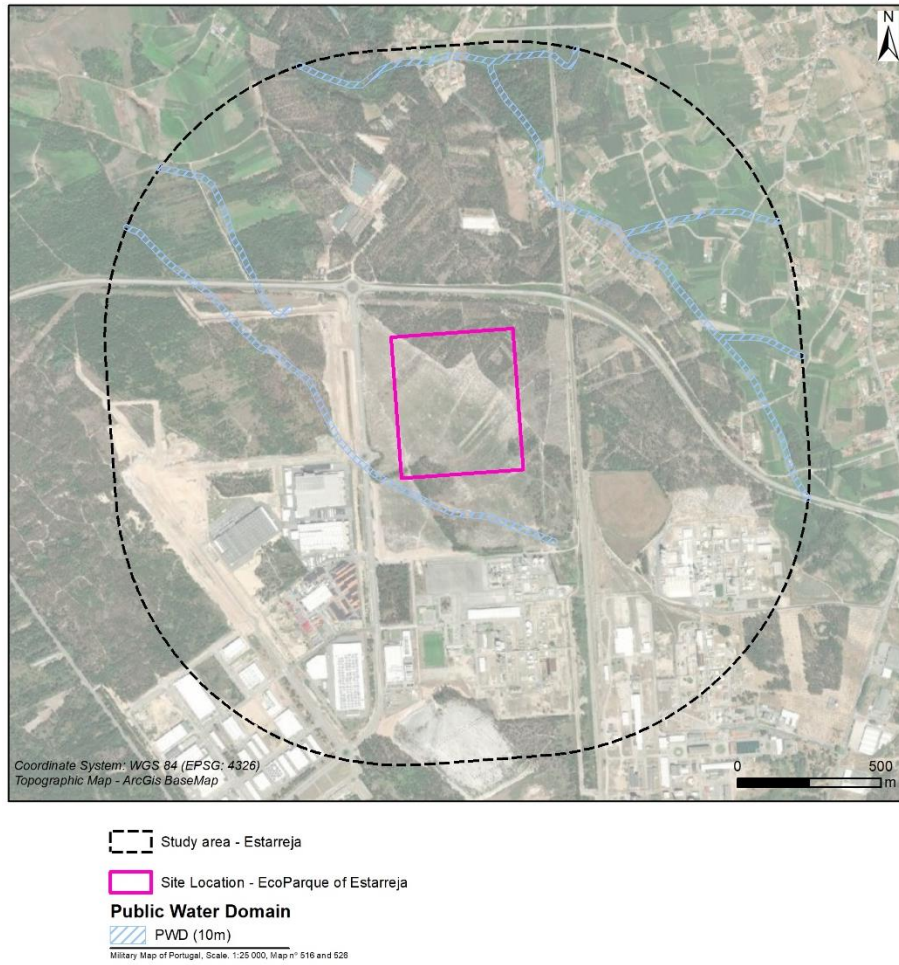 N
Coordinate System: WGS 84 (EPSG: 4326)
Topographic Map - ArcGis BaseMap
0 500
m
Study area - Estarreja
Site Location - EcoParque of Estarreja
Public Water Domain
PWD (10m)
Military Map of Portugal, Scale. 1:25 000, Map nº 516 and 526